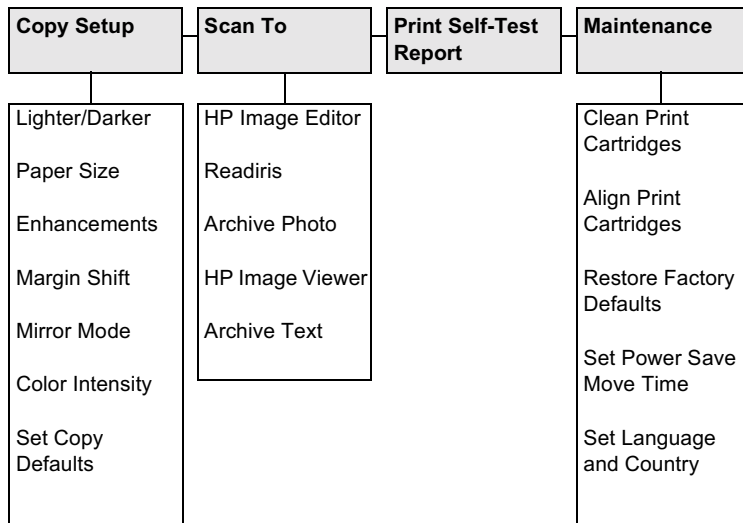 Copy Setup
Scan To
Print Self-Test
Report
Maintenance
Lighter/Darker
Paper Size
Enhancements
Margin Shift
Mirror Mode
Color Intensity
Set Copy
Defaults
HP Image Editor
Readiris
Archive Photo
HP Image Viewer
Archive Text
Clean Print
Cartridges
Align Print
Cartridges
Restore Factory
Defaults
Set Power Save
Move Time
Set Language
and Country